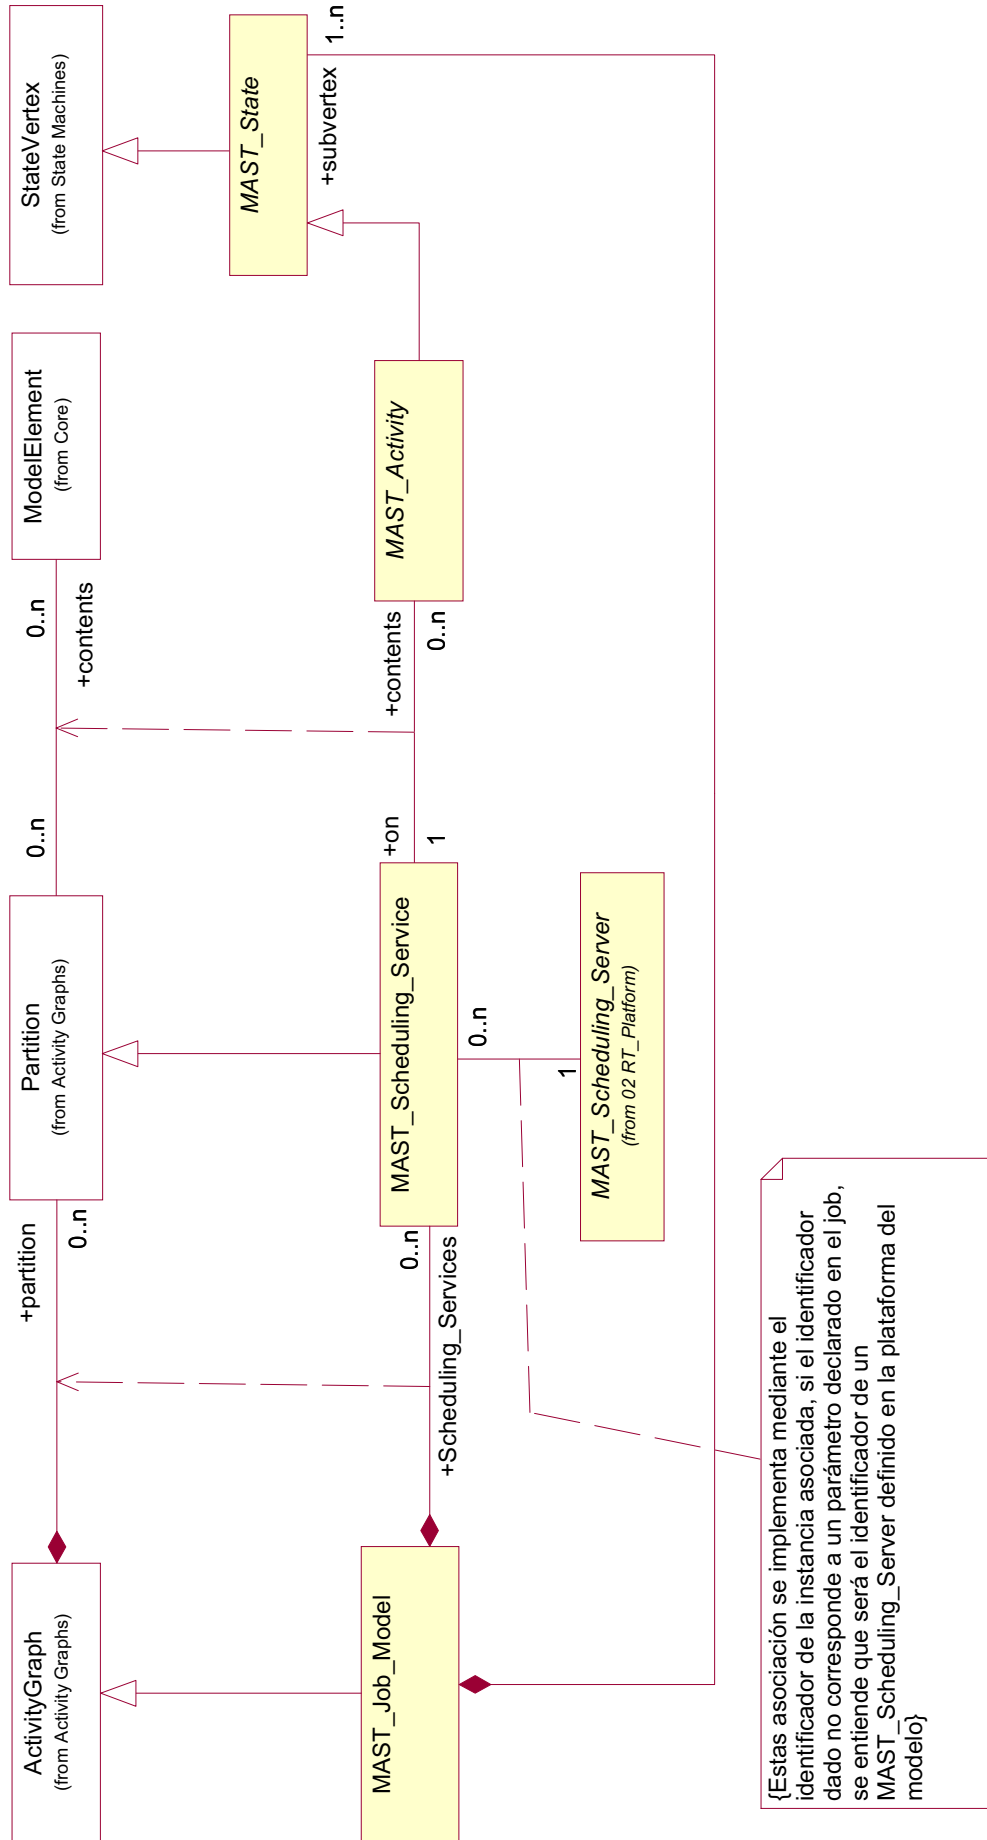 ActivityGraph
(from Activity Graphs)
+partition
0..n
Partition
(from Activity Graphs)
0..n
0..n
+contents
ModelElement
(from Core)
StateVertex
(from State Machines)
MAST_Job_Model
+Scheduling_Services
0..n
MAST_Scheduling_Service
+on
1
+contents
0..n
MAST_Activity
MAST_State
+subvertex
1..n
0..n
1
MAST_Scheduling_Server
(from 02 RT_Platform)
{Estas asociación se implementa mediante el
identificador de la instancia asociada, si el identificador
dado no corresponde a un parámetro declarado en el job,
se entiende que será el identificador de un
MAST_Scheduling_Server definido en la plataforma del
modelo}